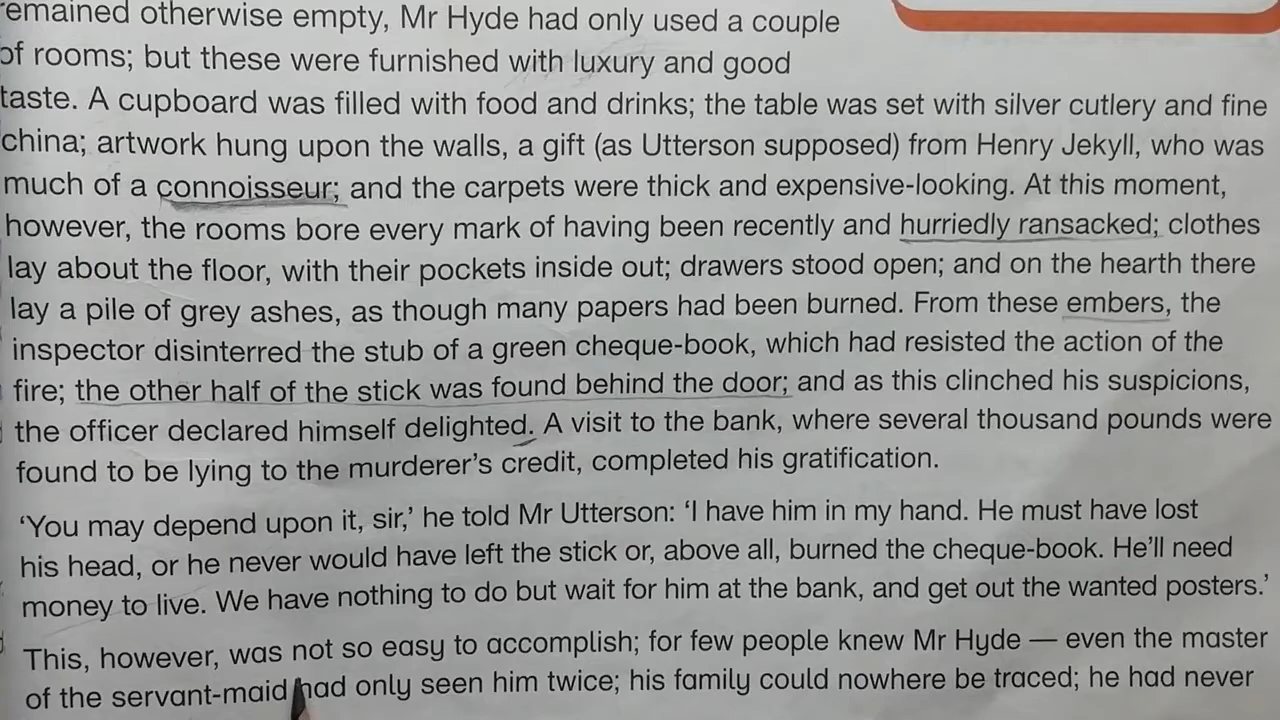 remained otherwise empty, Mr Hyde had only used a couple
of rooms; but these were furnished with luxury and good
taste. A cupboard was filled with food and drinks; the table was set with silver cutlery and fine
china; artwork hung upon the walls, a gift (as Utterson supposed) from Henry Jekyll, who was
much of a connoisseur; and the carpets were thick and expensive-looking. At this moment,
however, the rooms bore every mark of having been recently and hurriedly ransacked; clothes
lay about the floor, with their pockets inside out; drawers stood open; and on the hearth there
lay a pile of grey ashes, as though many papers had been burned. From these embers, the
inspector disinterred the stub of a green cheque-book, which had resisted the action of the
fire; the other half of the stick was found behind the door; and as this clinched his suspicions,
the officer declared himself delighted. A visit to the bank, where several thousand pounds were
found to be lying to the murderer's credit, completed his gratification.
‘You may depend upon it, sir,’ he told Mr Utterson: ‘I have him in my hand. He must have lost
his head, or he never would have left the stick or, above all, burned the cheque-book. He’ll need
money to live. We have nothing to do but wait for him at the bank, and get out the wanted posters.’
This, however, was not so easy to accomplish; for few people knew Mr Hyde — even the master
of the servant-maid had only seen him twice; his family could nowhere be traced; he had never